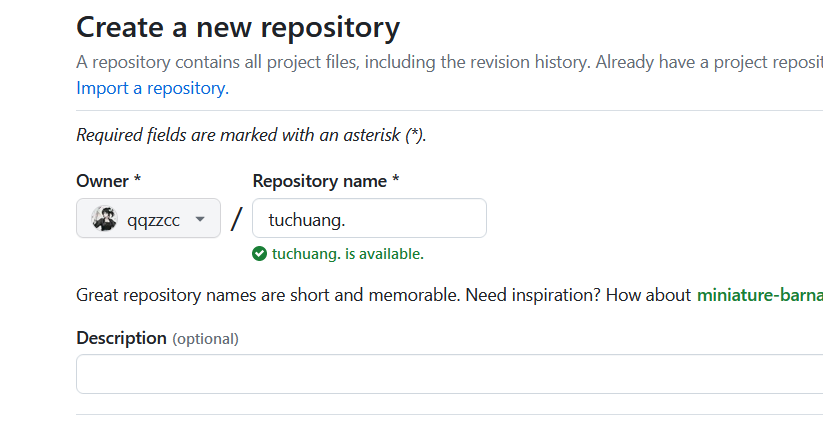 Create a new repository
A repository contains all project files, including the revision history. Already have a project reposit
Import a repository.
Required fields are marked with an asterisk (*).
Owner *
Repository name *
qqzzcc
/
tuchuang.
tuchuang. is available.
Great repository names are short and memorable. Need inspiration? How about miniature-barna
Description (optional)